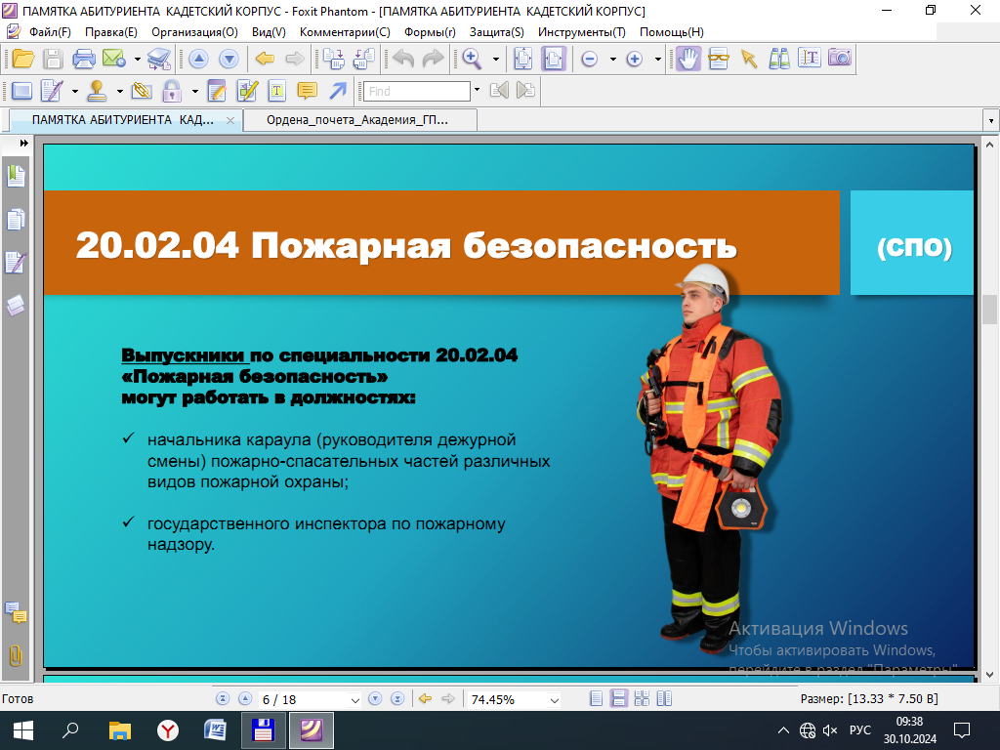 ПАМЯТКА АБИТУРИЕНТА  КАДЕТСКИЙ КОРПУС - Foxit Phantom - [ПАМЯТКА АБИТУРИЕНТА  КАДЕТСКИЙ КОРПУС]
Файл(F) Правка(E) Организация(O) Вид(V) Комментарии(C) Формы(r) Защита(S) Инструменты(T) Помощь(H)
Find
ПАМЯТКА АБИТУРИЕНТА  КАД... Ордена_почета_Академия_ГП...
20.02.04 Пожарная безопасность
(СПО)
Выпускники по специальности 20.02.04
«Пожарная безопасность»
могут работать в должностях:
✓ начальника караула (руководителя дежурной
смены) пожарно-спасательных частей различных
видов пожарной охраны;
✓ государственного инспектора по пожарному
надзору.
Активация Windows
Чтобы активировать Windows,
перейдите в раздел "Параметры"
Готов 6 / 18 74.45% Размер: [13.33 * 7.50 В]
РУС
09:38
30.10.2024